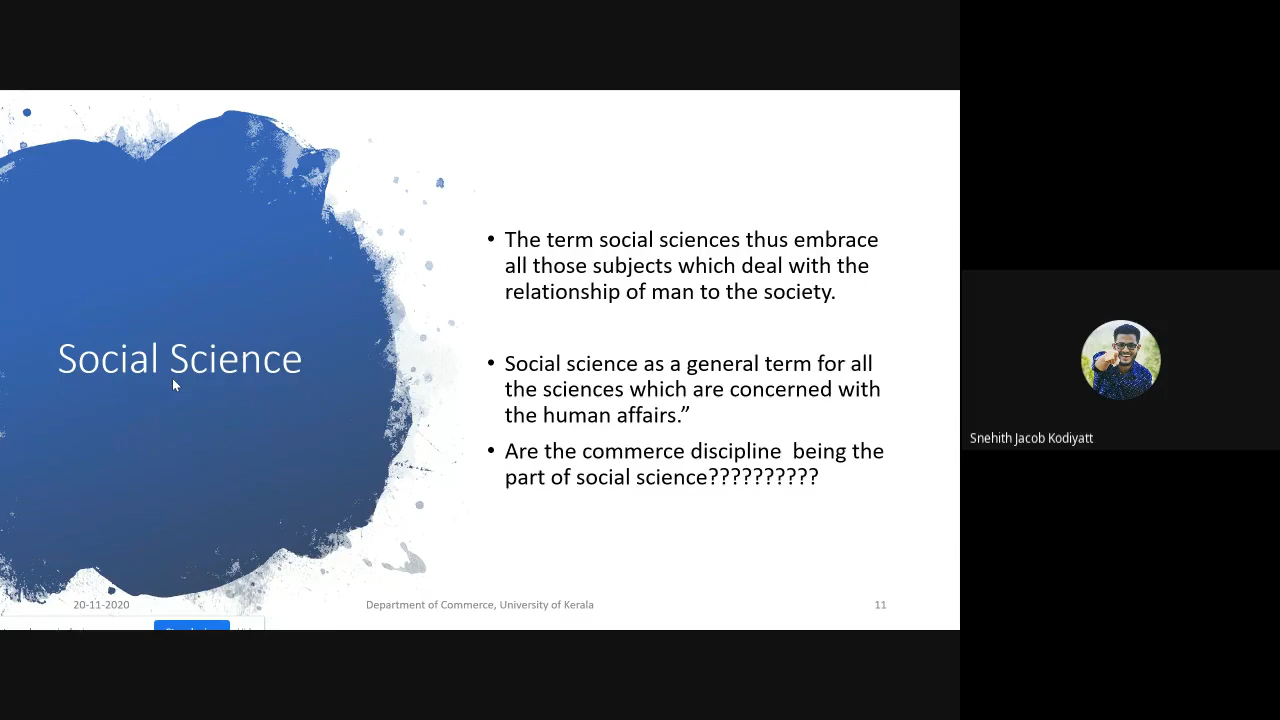 Social Science
• The term social sciences thus embrace
all those subjects which deal with the
relationship of man to the society.
• Social science as a general term for all
the sciences which are concerned with
the human affairs.”
• Are the commerce discipline  being the
part of social science??????????
20-11-2020
Department of Commerce, University of Kerala
11
Snehith Jacob Kodiyatt